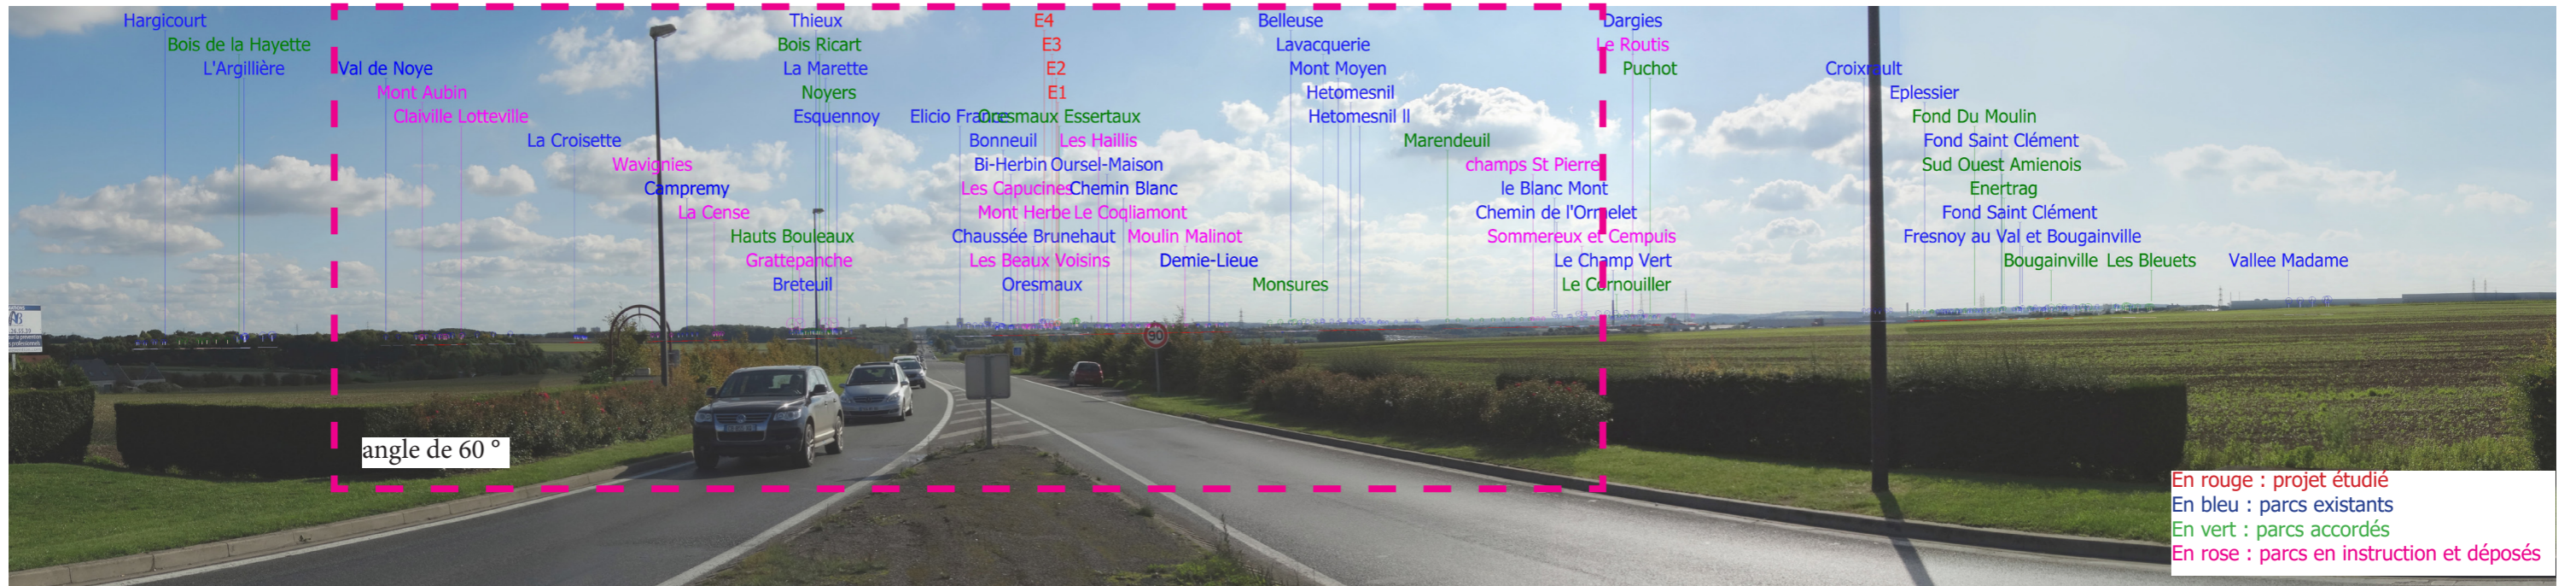 Hargicourt Thieux E4 Belleuse Dargies
Bois de la Hayette Bois Ricart E3 Lavacquerie Le Routis
L'Argillière Val de Noye La Marette E2 Mont Moyen Puchot Croixrault
Mont Aubin Noyers E1 Hetomesnil Eplessier
Claiville Lotteville Esquennoy Elicio France Oresmaux Essertaux Hetomesnil II Fond Du Moulin
La Croisette Bonneuil Les Haillis Marendeuil Fond Saint Clément
Wavignies Bi-Herbin Oursel-Maison champs St Pierre Sud Ouest Amienois
Campremy Les Capucines Chemin Blanc le Blanc Mont Enertrag
La Cense Mont Herbe Le Coqliamont Chemin de l'Ormelet Fond Saint Clément
Hauts Bouleaux Chaussée Brunehaut Moulin Malinot Sommereux et Cempuis Fresnoy au Val et Bougainville
Grattepanche Les Beaux Voisins Demie-Lieue Le Champ Vert Bougainville Les Bleuets Vallee Madame
Breteuil Oresmaux Monsures Le Cornouiller
90
angle de 60 °
En rouge : projet étudié
En bleu : parcs existants
En vert : parcs accordés
En rose : parcs en instruction et déposés